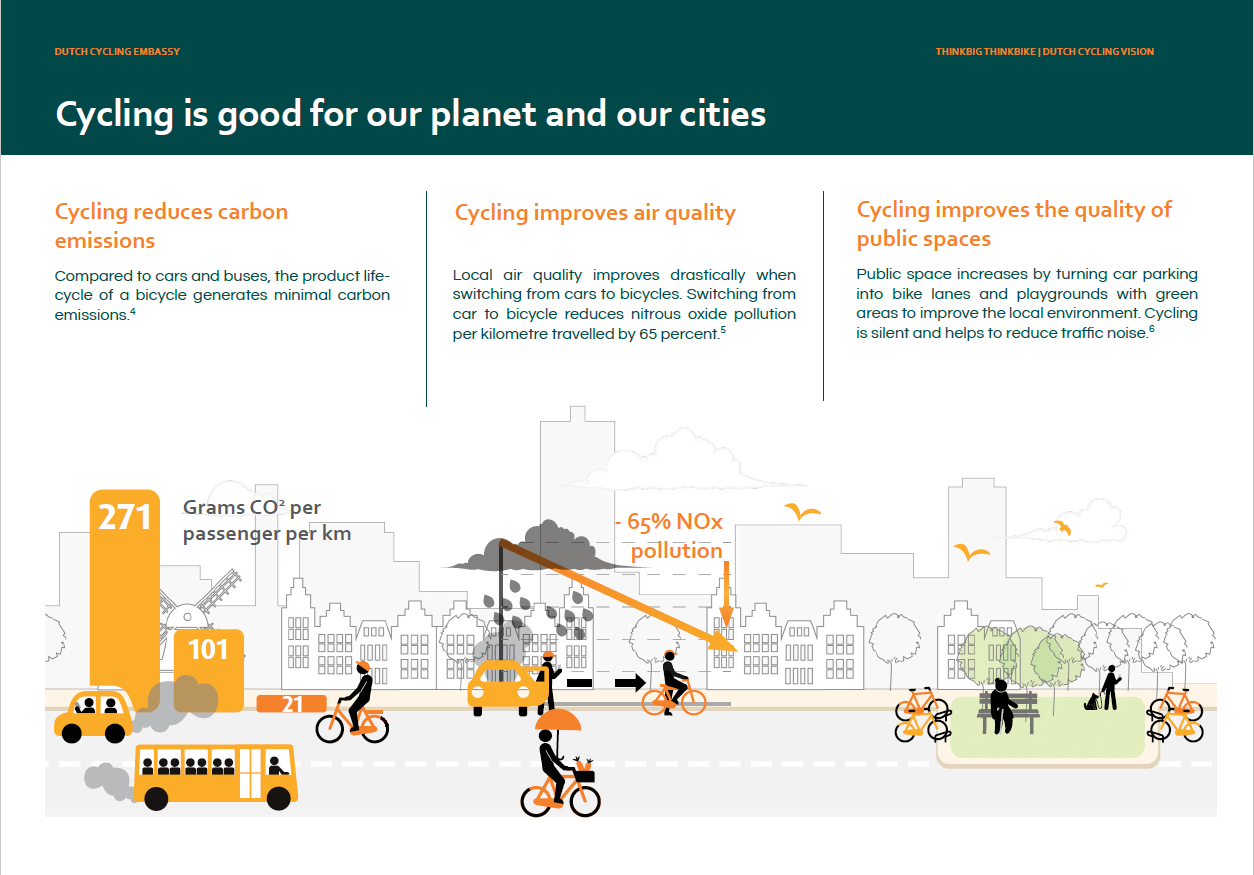 DUTCH CYCLING EMBASSY
THINKBIGTHINKBIKE | DUTCH CYCLING VISION
Cycling is good for our planet and our cities
Cycling reduces carbon
emissions
Compared to cars and buses, the product life-
cycle of a bicycle generates minimal carbon
emissions.⁴
Cycling improves air quality
Local air quality improves drastically when
switching from cars to bicycles. Switching from
car to bicycle reduces nitrous oxide pollution
per kilometre travelled by 65 percent.⁵
Cycling improves the quality of
public spaces
Public space increases by turning car parking
into bike lanes and playgrounds with green
areas to improve the local environment. Cycling
is silent and helps to reduce traffic noise.⁶
271
Grams CO² per
passenger per km
101
21
- 65% NOx
pollution